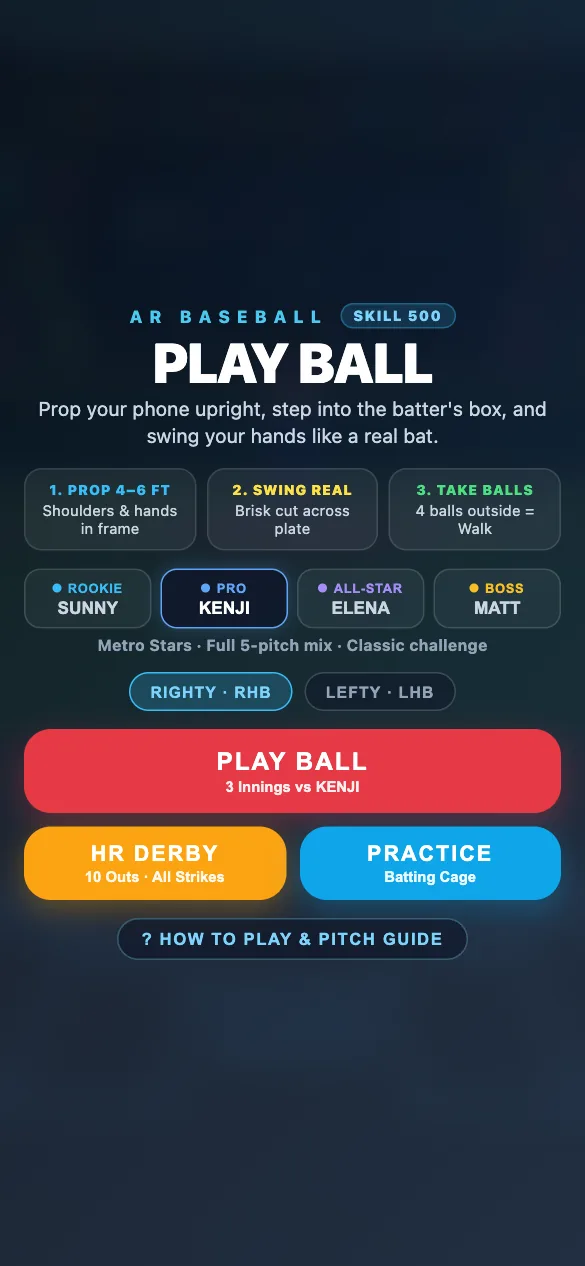 AR BASEBALL SKILL 500
PLAY BALL
Prop your phone upright, step into the batter's box, and
swing your hands like a real bat.
1. PROP 4–6 FT
Shoulders & hands
in frame
2. SWING REAL
Brisk cut across
plate
3. TAKE BALLS
4 balls outside =
Walk
ROOKIE
SUNNY
PRO
KENJI
ALL-STAR
ELENA
BOSS
MATT
Metro Stars · Full 5-pitch mix · Classic challenge
RIGHTY · RHB
LEFTY · LHB
PLAY BALL
3 Innings vs KENJI
HR DERBY
10 Outs · All Strikes
PRACTICE
Batting Cage
? HOW TO PLAY & PITCH GUIDE